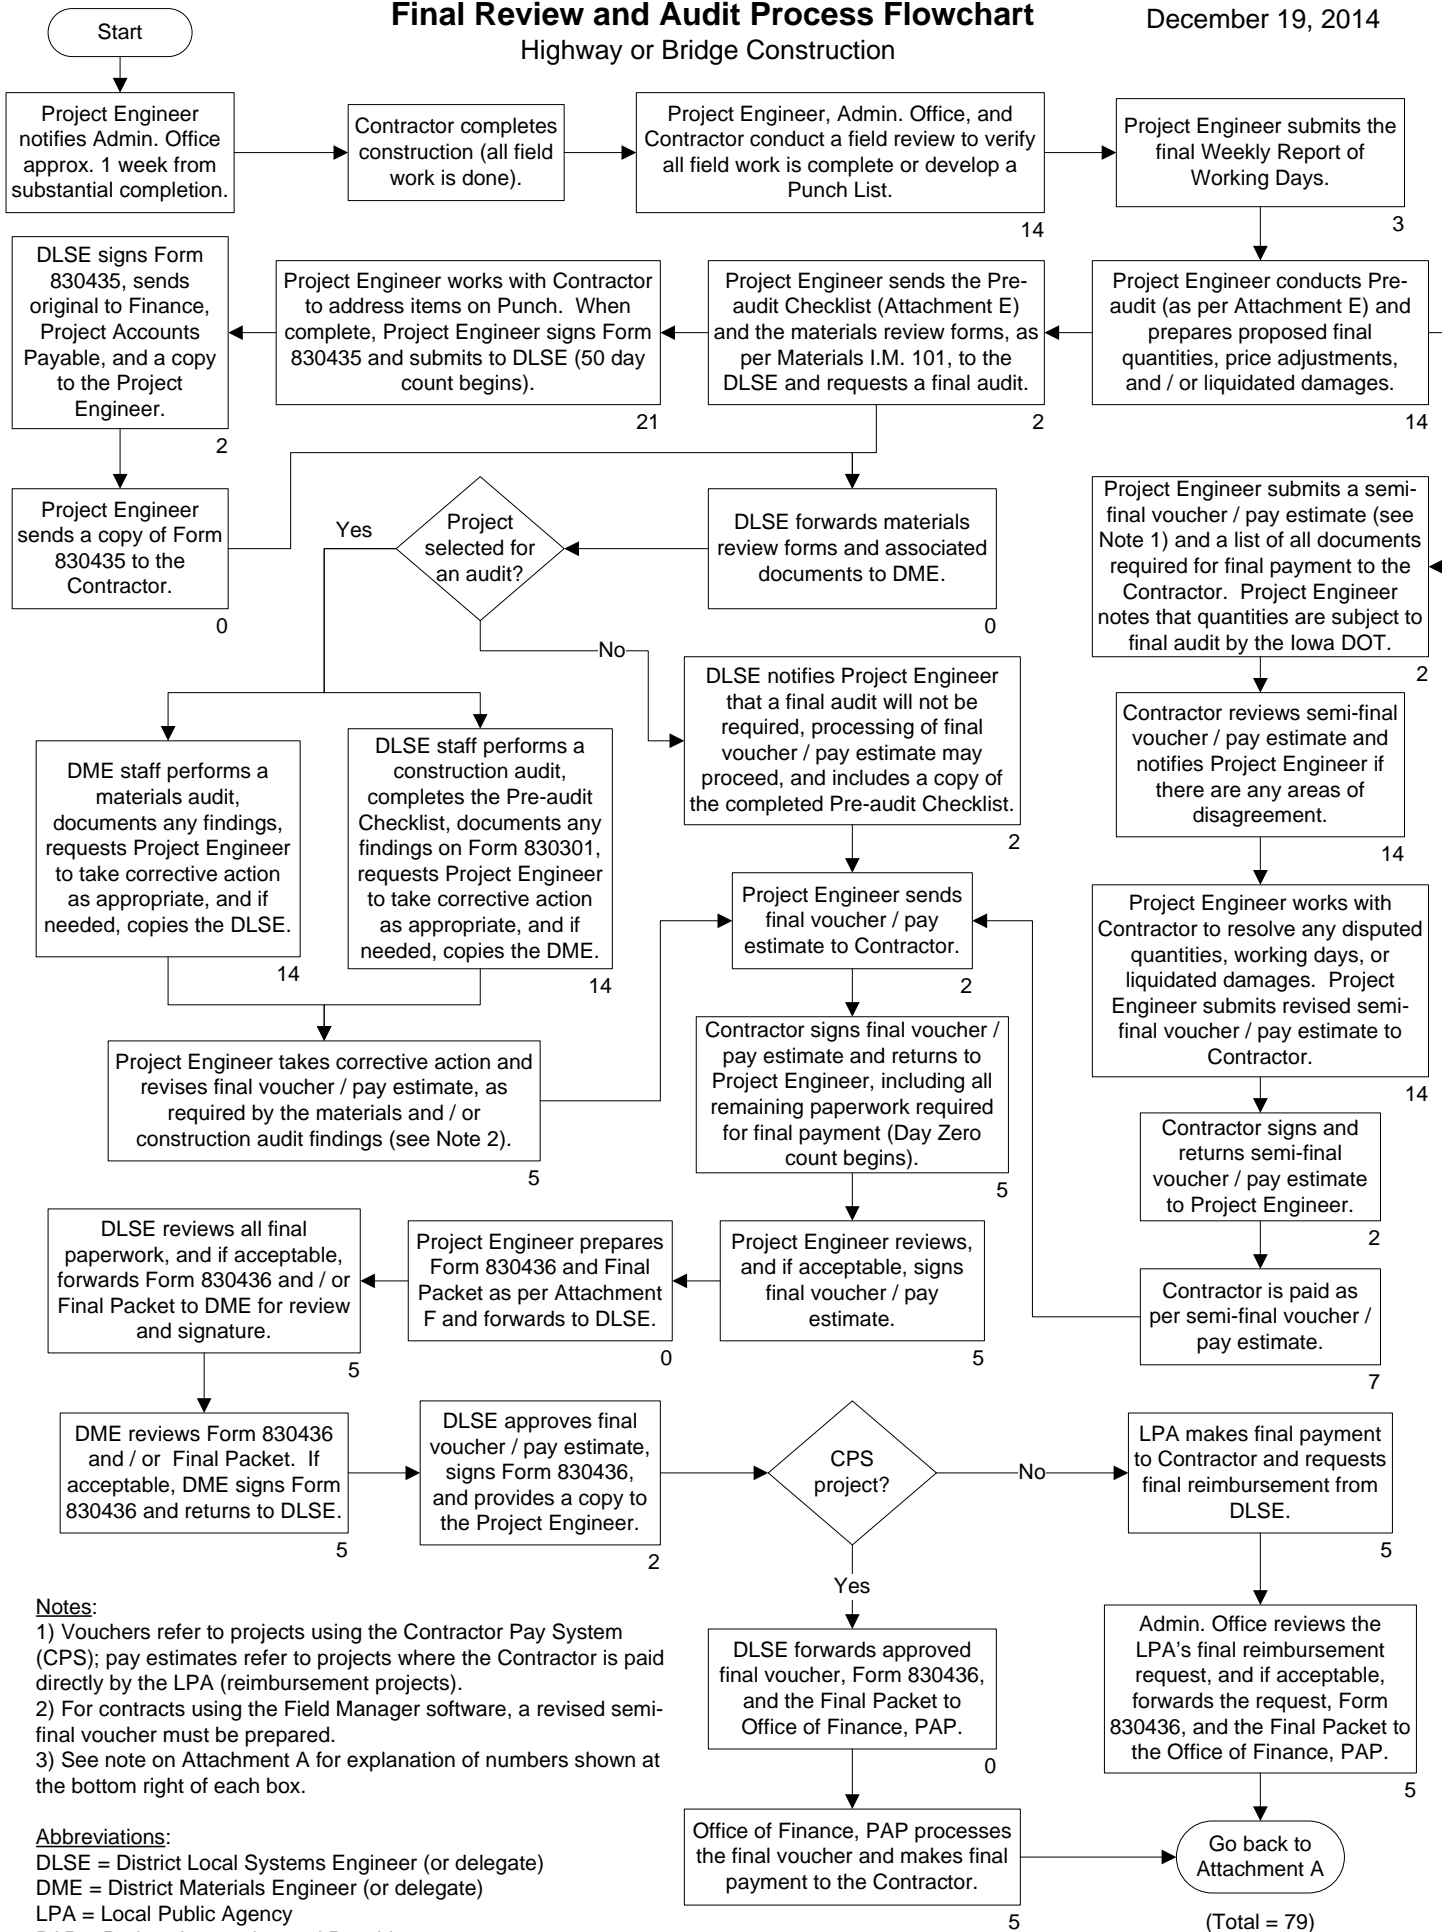 Final Review and Audit Process Flowchart
Highway or Bridge Construction
December 19, 2014
Start
Project Engineer
notifies Admin. Office
approx. 1 week from
substantial completion.
Contractor completes
construction (all field
work is done).
Project Engineer, Admin. Office, and
Contractor conduct a field review to verify
all field work is complete or develop a
Punch List.
14
Project Engineer submits the
final Weekly Report of
Working Days.
3
DLSE signs Form
830435, sends
original to Finance,
Project Accounts
Payable, and a copy
to the Project
Engineer.
2
Project Engineer works with Contractor
to address items on Punch.  When
complete, Project Engineer signs Form
830435 and submits to DLSE (50 day
count begins).
21
Project Engineer sends the Pre-
audit Checklist (Attachment E)
and the materials review forms, as
per Materials I.M. 101, to the
DLSE and requests a final audit.
2
Project Engineer conducts Pre-
audit (as per Attachment E) and
prepares proposed final
quantities, price adjustments,
and / or liquidated damages.
14
Project Engineer
sends a copy of Form
830435 to the
Contractor.
0
Yes
Project
selected for
an audit?
No
DLSE forwards materials
review forms and associated
documents to DME.
0
Project Engineer submits a semi-
final voucher / pay estimate (see
Note 1) and a list of all documents
required for final payment to the
Contractor.  Project Engineer
notes that quantities are subject to
final audit by the Iowa DOT.
2
DME staff performs a
materials audit,
documents any findings,
requests Project Engineer
to take corrective action
as appropriate, and if
needed, copies the DLSE.
14
DLSE staff performs a
construction audit,
completes the Pre-audit
Checklist, documents any
findings on Form 830301,
requests Project Engineer
to take corrective action
as appropriate, and if
needed, copies the DME.
14
DLSE notifies Project Engineer
that a final audit will not be
required, processing of final
voucher / pay estimate may
proceed, and includes a copy of
the completed Pre-audit Checklist.
2
Contractor reviews semi-final
voucher / pay estimate and
notifies Project Engineer if
there are any areas of
disagreement.
14
Project Engineer sends
final voucher / pay
estimate to Contractor.
2
Project Engineer works with
Contractor to resolve any disputed
quantities, working days, or
liquidated damages.  Project
Engineer submits revised semi-
final voucher / pay estimate to
Contractor.
14
Project Engineer takes corrective action and
revises final voucher / pay estimate, as
required by the materials and / or
construction audit findings (see Note 2).
5
Contractor signs final voucher /
pay estimate and returns to
Project Engineer, including all
remaining paperwork required
for final payment (Day Zero
count begins).
5
Contractor signs and
returns semi-final
voucher / pay estimate
to Project Engineer.
2
DLSE reviews all final
paperwork, and if acceptable,
forwards Form 830436 and / or
Final Packet to DME for review
and signature.
5
Project Engineer prepares
Form 830436 and Final
Packet as per Attachment
F and forwards to DLSE.
0
Project Engineer reviews,
and if acceptable, signs
final voucher / pay
estimate.
5
Contractor is paid as
per semi-final voucher /
pay estimate.
7
DME reviews Form 830436
and / or  Final Packet.  If
acceptable, DME signs Form
830436 and returns to DLSE.
5
DLSE approves final
voucher / pay estimate,
signs Form 830436,
and provides a copy to
the Project Engineer.
2
CPS
project?
No
Yes
LPA makes final payment
to Contractor and requests
final reimbursement from
DLSE.
5
DLSE forwards approved
final voucher, Form 830436,
and the Final Packet to
Office of Finance, PAP.
0
Admin. Office reviews the
LPA's final reimbursement
request, and if acceptable,
forwards the request, Form
830436, and the Final Packet to
the Office of Finance, PAP.
5
Office of Finance, PAP processes
the final voucher and makes final
payment to the Contractor.
5
Go back to
Attachment A
(Total = 79)
Notes:
1) Vouchers refer to projects using the Contractor Pay System
(CPS); pay estimates refer to projects where the Contractor is paid
directly by the LPA (reimbursement projects).
2) For contracts using the Field Manager software, a revised semi-
final voucher must be prepared.
3) See note on Attachment A for explanation of numbers shown at
the bottom right of each box.
Abbreviations:
DLSE = District Local Systems Engineer (or delegate)
DME = District Materials Engineer (or delegate)
LPA = Local Public Agency